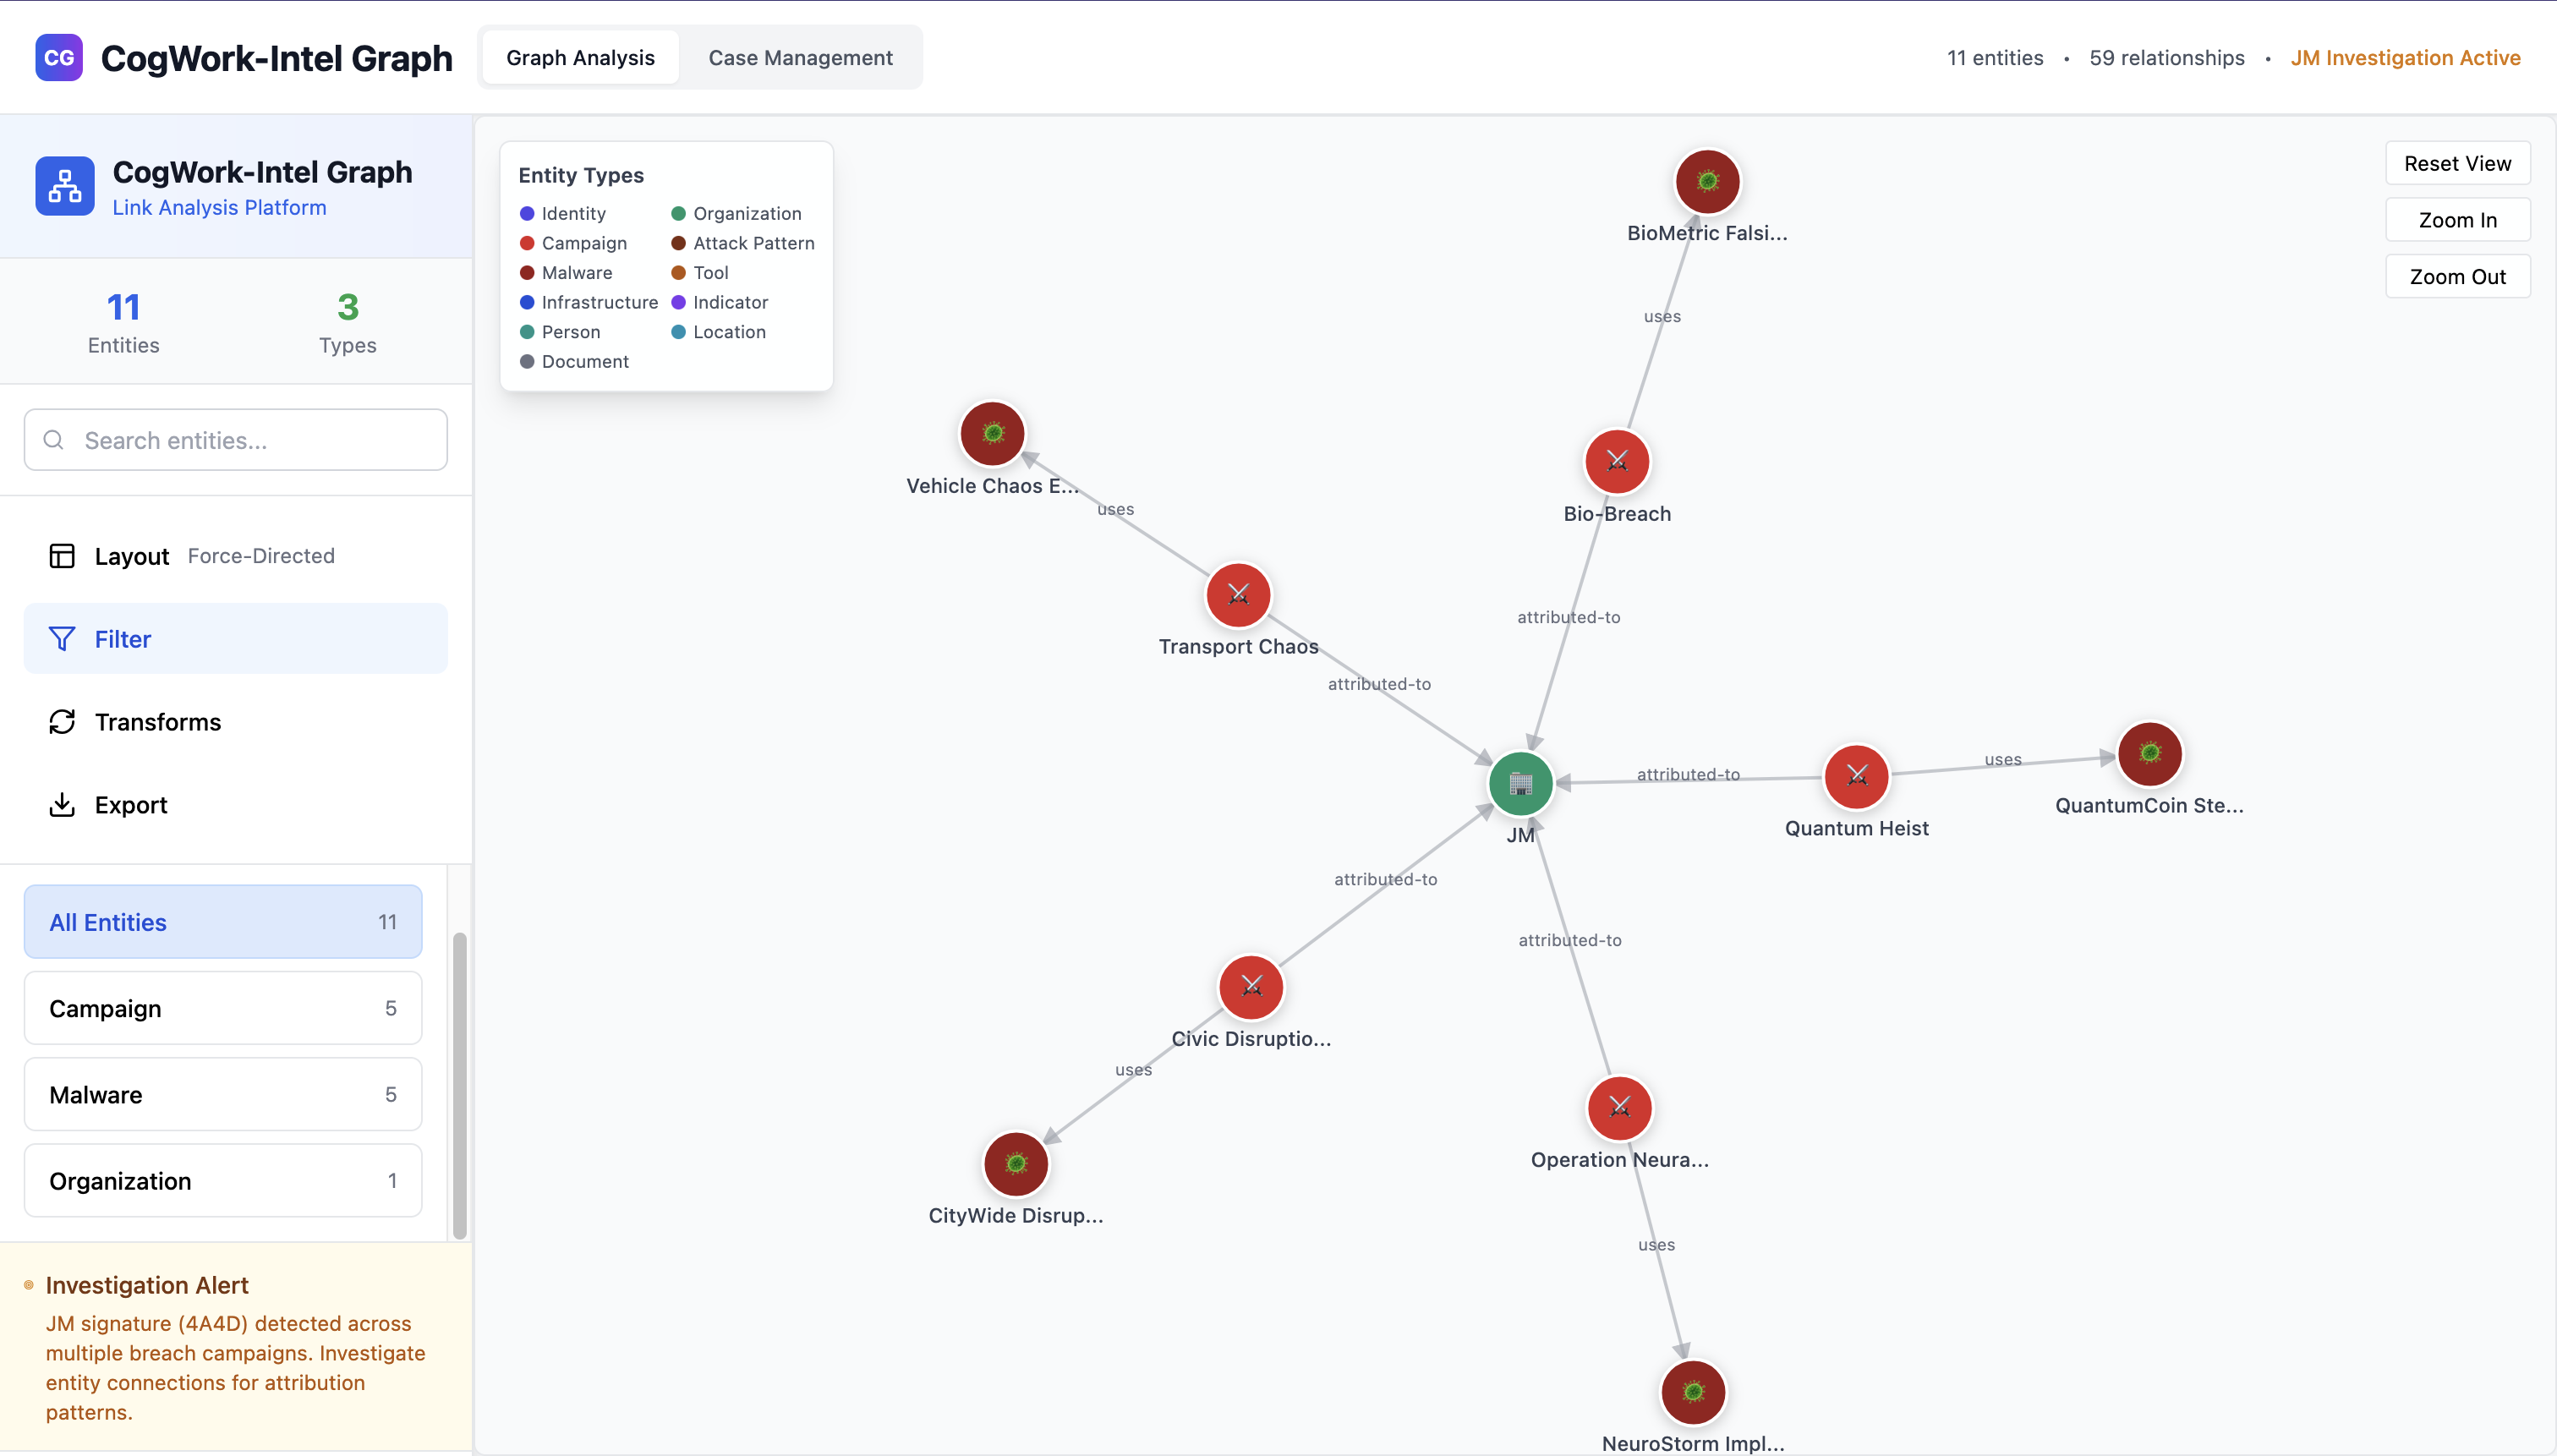 CG
CogWork-Intel Graph
Graph Analysis
Case Management
11 entities • 59 relationships • JM Investigation Active
CogWork-Intel Graph
Link Analysis Platform
11
Entities
3
Types
Search entities...
Layout Force-Directed
Filter
Transforms
Export
All Entities 11
Campaign 5
Malware 5
Organization 1
Investigation Alert
JM signature (4A4D) detected across
multiple breach campaigns. Investigate
entity connections for attribution
patterns.
Entity Types
Identity
Organization
Campaign
Attack Pattern
Malware
Tool
Infrastructure
Indicator
Person
Location
Document
Reset View
Zoom In
Zoom Out
BioMetric Falsi...
uses
Vehicle Chaos E...
uses
Bio-Breach
attributed-to
Transport Chaos
attributed-to
JM
attributed-to
Quantum Heist
uses
QuantumCoin Ste...
attributed-to
attributed-to
Civic Disruptio...
uses
CityWide Disrup...
Operation Neura...
uses
NeuroStorm Impl...